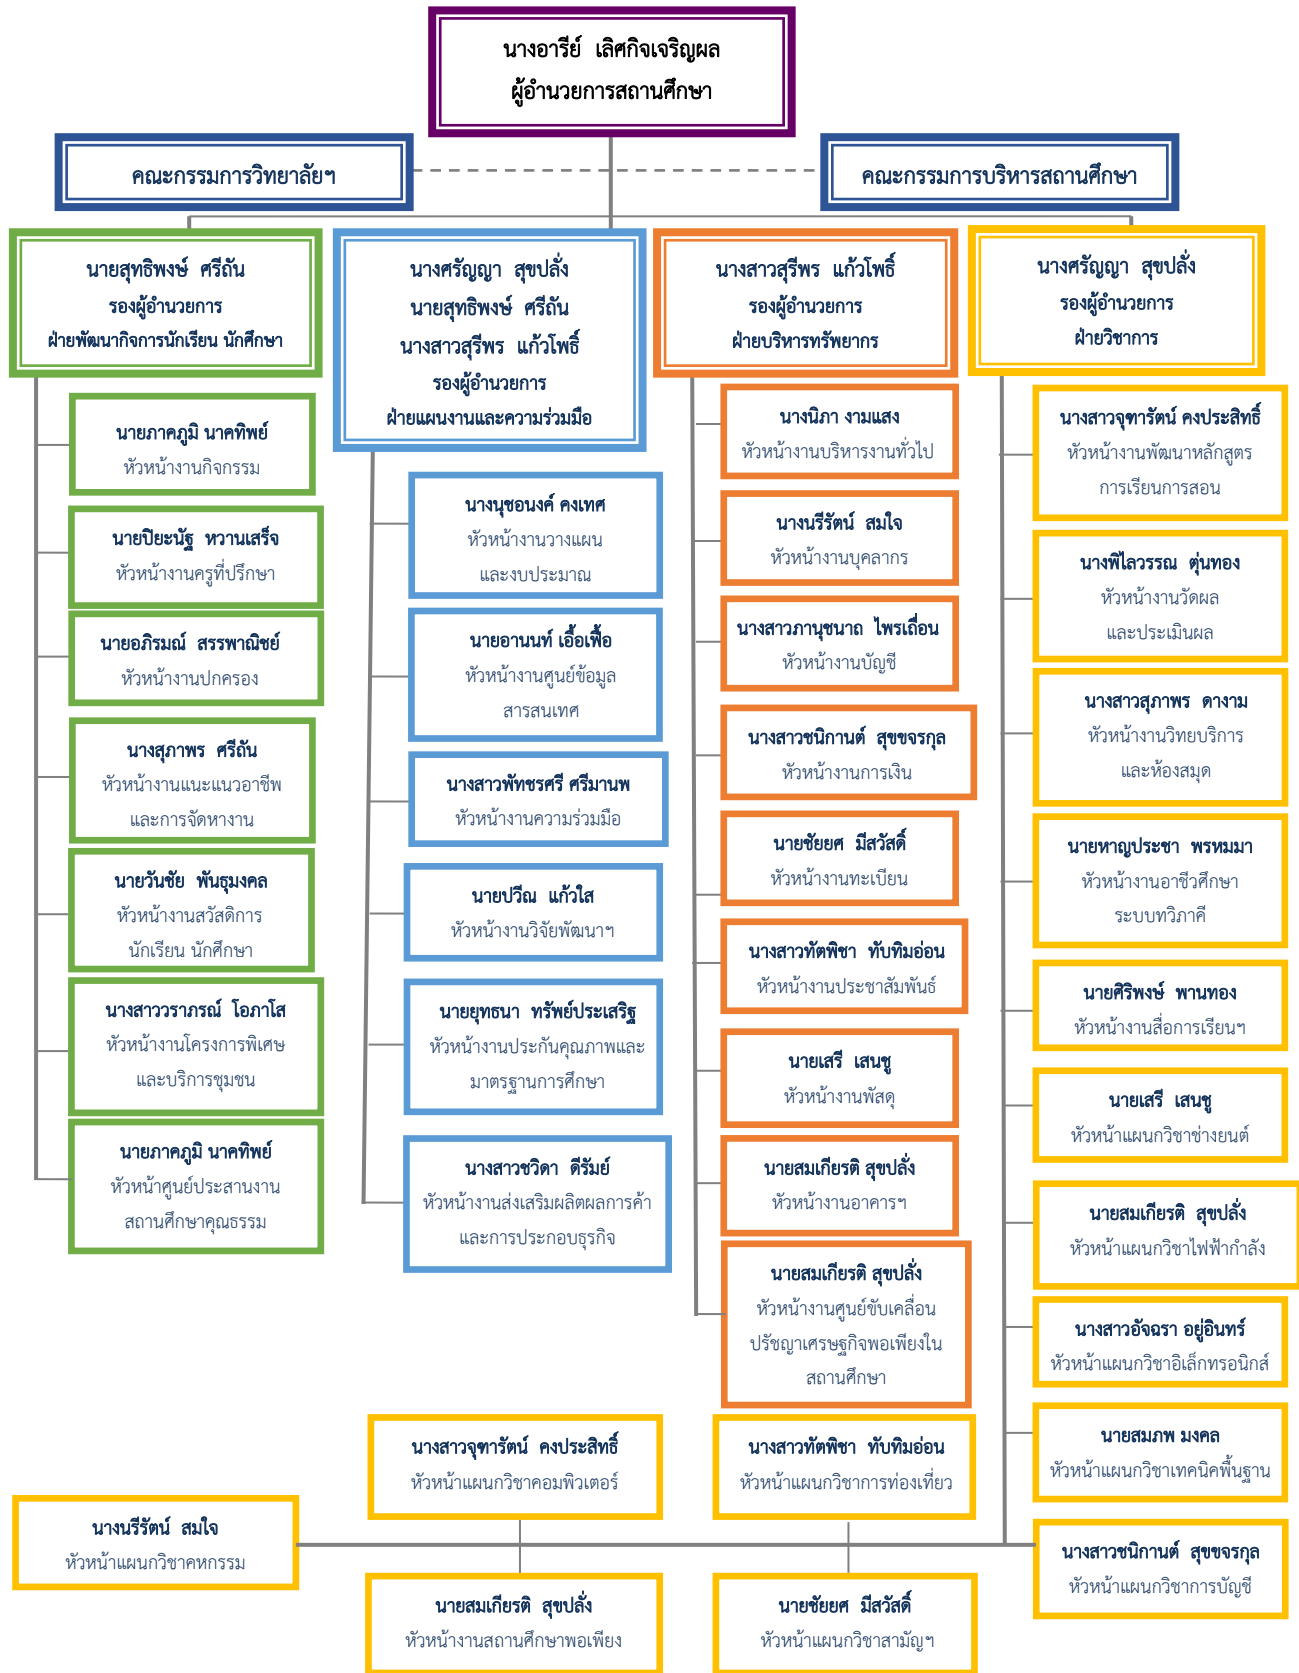 นางอารีย์ เลิศกิจเจริญผล
ผู้อำนวยการสถานศึกษา
คณะกรรมการวิทยาลัยฯ
คณะกรรมการบริหารสถานศึกษา
นายสุทธิพงษ์ ศรีถัน
รองผู้อำนวยการ
ฝ่ายพัฒนากิจการนักเรียน นักศึกษา
นายภาคภูมิ นาคทิพย์
หัวหน้างานกิจกรรม
นายปิยะนัฐ หวานเสร็จ
หัวหน้างานครูที่ปรึกษา
นายอภิรมณ์ สรรพาณิชย์
หัวหน้างานปกครอง
นางสุภาพร ศรีถัน
หัวหน้างานแนะแนวอาชีพ
และการจัดหางาน
นายวันชัย พันธุมงคล
หัวหน้างานสวัสดิการ
นักเรียน นักศึกษา
นางสาววราภรณ์ โอภาโส
หัวหน้างานโครงการพิเศษ
และบริการชุมชน
นายภาคภูมิ นาคทิพย์
หัวหน้าศูนย์ประสานงาน
สถานศึกษาคุณธรรม
นางศรัญญา สุขปลั่ง
นายสุทธิพงษ์ ศรีถัน
นางสาวสุรีพร แก้วโพธิ์
รองผู้อำนวยการ
ฝ่ายแผนงานและความร่วมมือ
นางนุชอนงค์ คงเทศ
หัวหน้างานวางแผน
และงบประมาณ
นายอานนท์ เอื้อเฟื้อ
หัวหน้างานศูนย์ข้อมูล
สารสนเทศ
นางสาวพัทชรศรี ศรีมานพ
หัวหน้างานความร่วมมือ
นายปวีณ แก้วใส
หัวหน้างานวิจัยพัฒนาฯ
นายยุทธนา ทรัพย์ประเสริฐ
หัวหน้างานประกันคุณภาพและ
มาตรฐานการศึกษา
นางสาวชวิดา ดีรัมย์
หัวหน้างานส่งเสริมผลิตผลการค้า
และการประกอบธุรกิจ
นางสาวสุรีพร แก้วโพธิ์
รองผู้อำนวยการ
ฝ่ายบริหารทรัพยากร
นางนิภา งามแสง
หัวหน้างานบริหารงานทั่วไป
นางนรีรัตน์ สมใจ
หัวหน้างานบุคลากร
นางสาวภานุชนาถ ไพรเถื่อน
หัวหน้างานบัญชี
นางสาวชนิกานต์ สุขขจรกุล
หัวหน้างานการเงิน
นายชัยยศ มีสวัสดิ์
หัวหน้างานทะเบียน
นางสาวทัตพิชา ทับทิมอ่อน
หัวหน้างานประชาสัมพันธ์
นายเสรี เสนชู
หัวหน้างานพัสดุ
นายสมเกียรติ สุขปลั่ง
หัวหน้างานอาคารฯ
นายสมเกียรติ สุขปลั่ง
หัวหน้างานศูนย์ขับเคลื่อน
ปรัชญาเศรษฐกิจพอเพียงใน
สถานศึกษา
นางศรัญญา สุขปลั่ง
รองผู้อำนวยการ
ฝ่ายวิชาการ
นางสาวจุฑารัตน์ คงประสิทธิ์
หัวหน้างานพัฒนาหลักสูตร
การเรียนการสอน
นางพิไลวรรณ ตุ่นทอง
หัวหน้างานวัดผล
และประเมินผล
นางสาวสุภาพร ดางาม
หัวหน้างานวิทยบริการ
และห้องสมุด
นายหาญประชา พรหมมา
หัวหน้างานอาชีวศึกษา
ระบบทวิภาคี
นายศิริพงษ์ พานทอง
หัวหน้างานสื่อการเรียนฯ
นายเสรี เสนชู
หัวหน้าแผนกวิชาช่างยนต์
นายสมเกียรติ สุขปลั่ง
หัวหน้าแผนกวิชาไฟฟ้ากำลัง
นางสาวอัจฉรา อยู่อินทร์
หัวหน้าแผนกวิชาอิเล็กทรอนิกส์
นายสมภพ มงคล
หัวหน้าแผนกวิชาเทคนิคพื้นฐาน
นางสาวชนิกานต์ สุขขจรกุล
หัวหน้าแผนกวิชาการบัญชี
นางสาวจุฑารัตน์ คงประสิทธิ์
หัวหน้าแผนกวิชาคอมพิวเตอร์
นางสาวทัตพิชา ทับทิมอ่อน
หัวหน้าแผนกวิชาการท่องเที่ยว
นางนรีรัตน์ สมใจ
หัวหน้าแผนกวิชาคหกรรม
นายสมเกียรติ สุขปลั่ง
หัวหน้างานสถานศึกษาพอเพียง
นายชัยยศ มีสวัสดิ์
หัวหน้าแผนกวิชาสามัญฯ